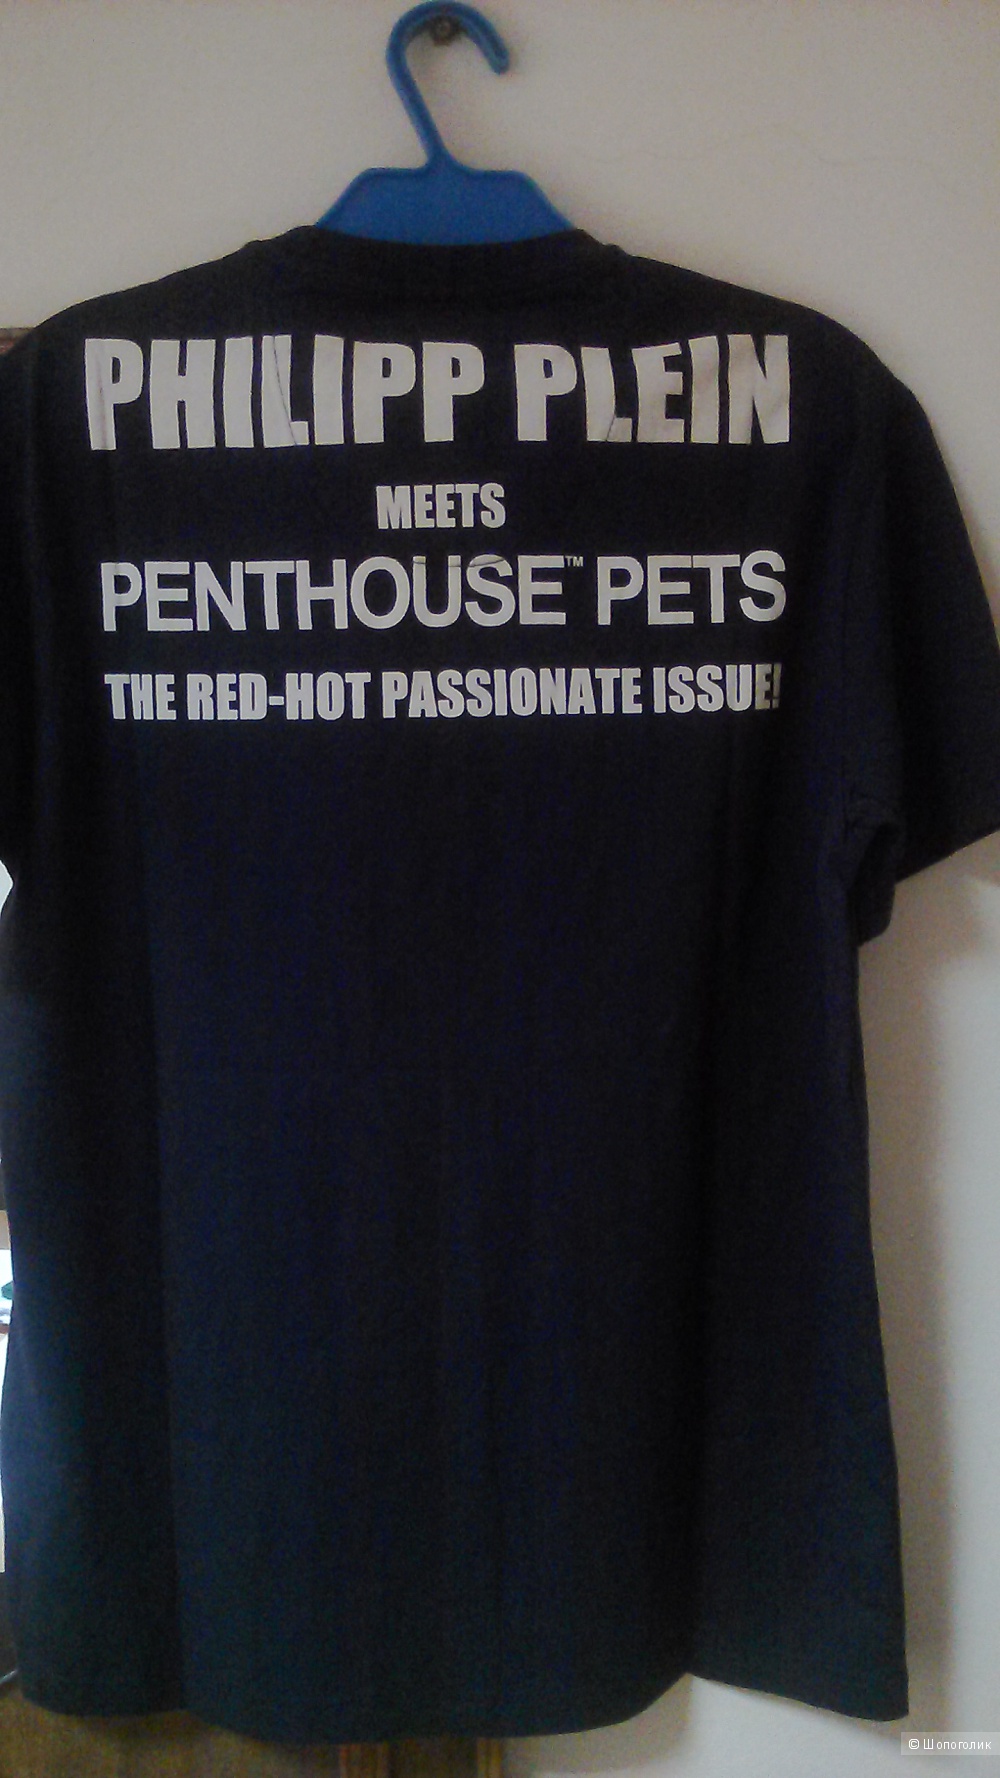 PHILIPP PLEIN
MEETS
PENTHOUSE™ PETS
THE RED-HOT PASSIONATE ISSUE!
© Шопоголик